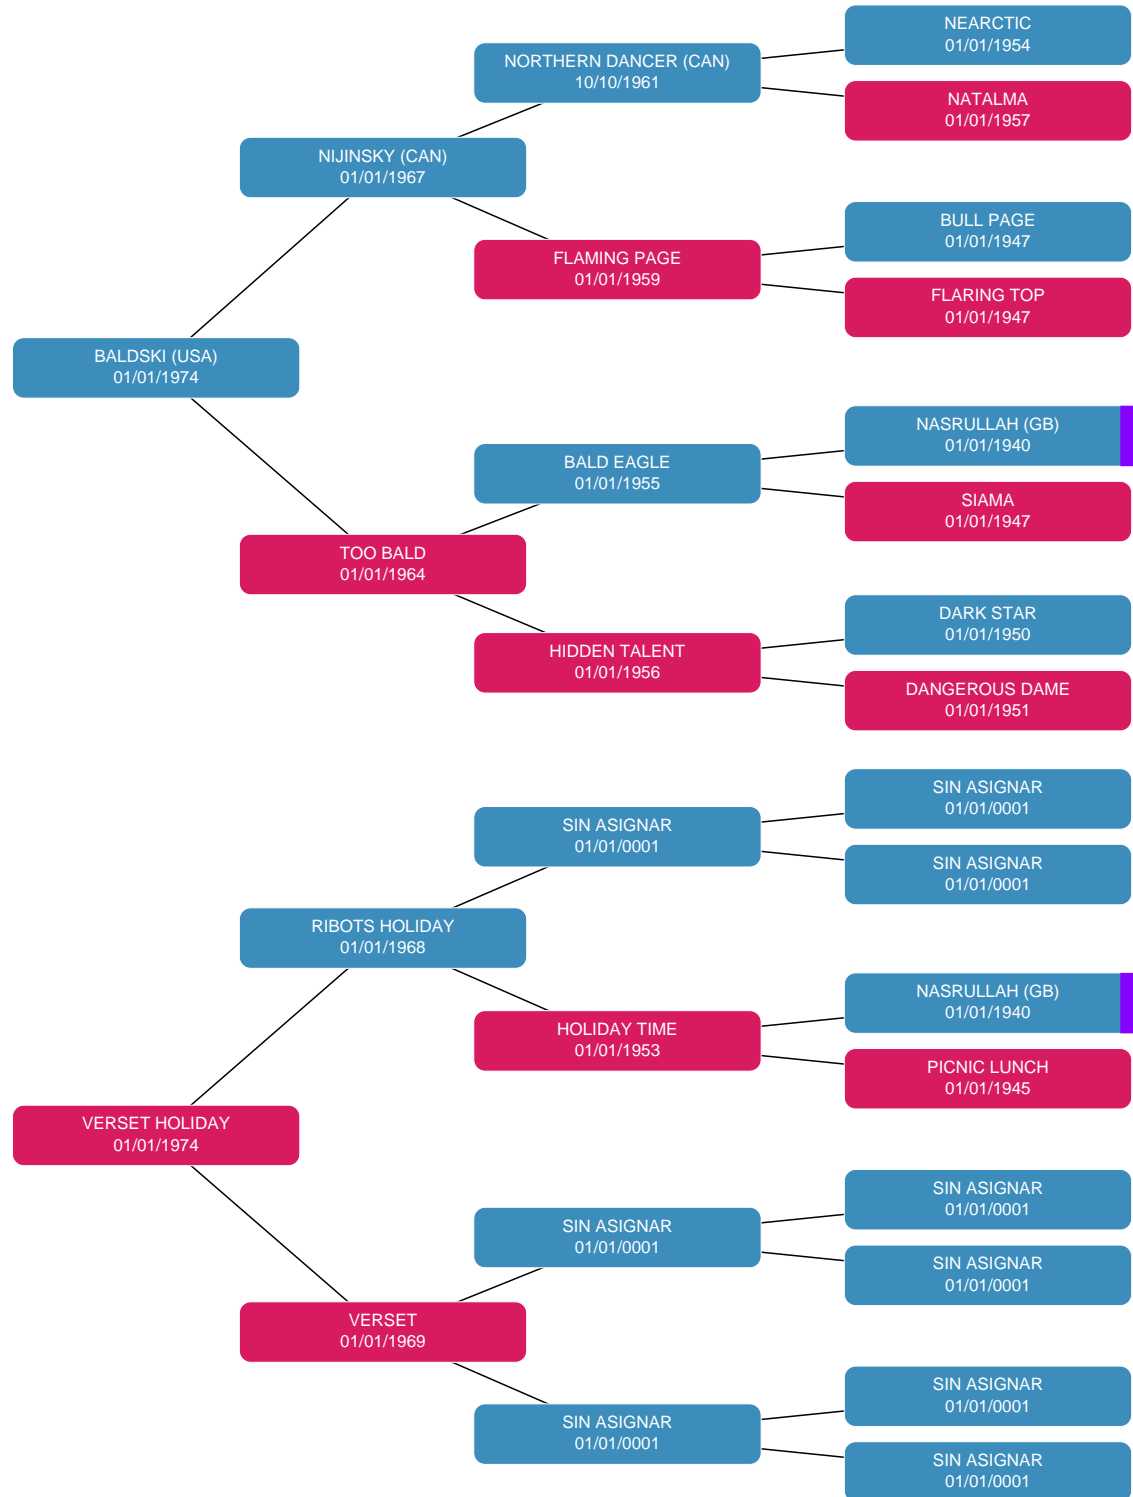 NEARCTIC
01/01/1954
NORTHERN DANCER (CAN)
10/10/1961
NATALMA
01/01/1957
NIJINSKY (CAN)
01/01/1967
BULL PAGE
01/01/1947
FLAMING PAGE
01/01/1959
FLARING TOP
01/01/1947
BALDSKI (USA)
01/01/1974
NASRULLAH (GB)
01/01/1940
BALD EAGLE
01/01/1955
SIAMA
01/01/1947
TOO BALD
01/01/1964
DARK STAR
01/01/1950
HIDDEN TALENT
01/01/1956
DANGEROUS DAME
01/01/1951
SIN ASIGNAR
01/01/0001
SIN ASIGNAR
01/01/0001
SIN ASIGNAR
01/01/0001
RIBOTS HOLIDAY
01/01/1968
NASRULLAH (GB)
01/01/1940
HOLIDAY TIME
01/01/1953
PICNIC LUNCH
01/01/1945
VERSET HOLIDAY
01/01/1974
SIN ASIGNAR
01/01/0001
SIN ASIGNAR
01/01/0001
SIN ASIGNAR
01/01/0001
VERSET
01/01/1969
SIN ASIGNAR
01/01/0001
SIN ASIGNAR
01/01/0001
SIN ASIGNAR
01/01/0001